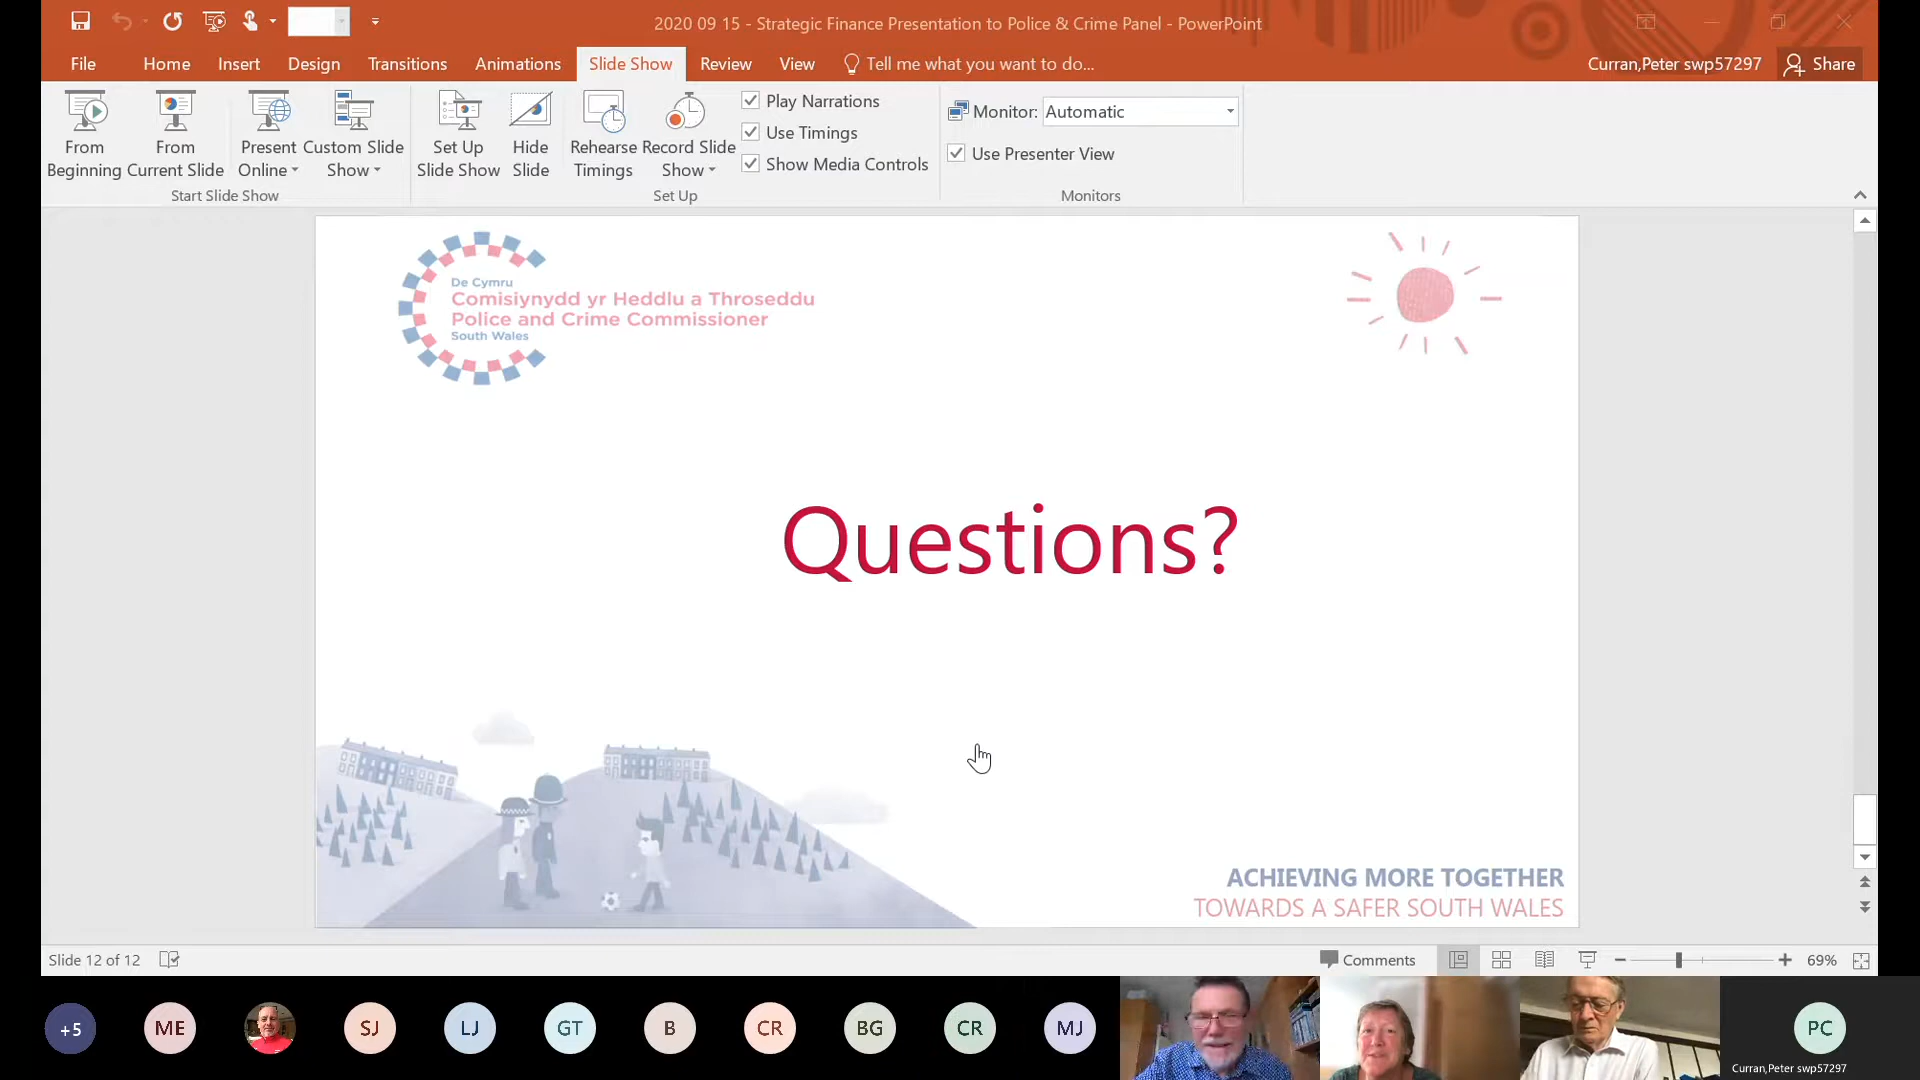 2020 09 15 - Strategic Finance Presentation to Police & Crime Panel - PowerPoint
File Home Insert Design Transitions Animations Slide Show Review View Tell me what you want to do... Curran,Peter swp57297 Share
From Beginning
From Current Slide
Present Online
Custom Slide Show
Set Up Slide Show
Hide Slide
Rehearse Timings
Record Slide Show
Play Narrations
Use Timings
Show Media Controls
Monitor: Automatic
Use Presenter View
Start Slide Show
Set Up
Monitors
De Cymru
Comisiynydd yr Heddlu a Throseddu
Police and Crime Commissioner
South Wales
Questions?
ACHIEVING MORE TOGETHER
TOWARDS A SAFER SOUTH WALES
Slide 12 of 12
Comments
69%
+5 ME SJ LJ GT B CR BG CR MJ PC
Curran,Peter swp57297